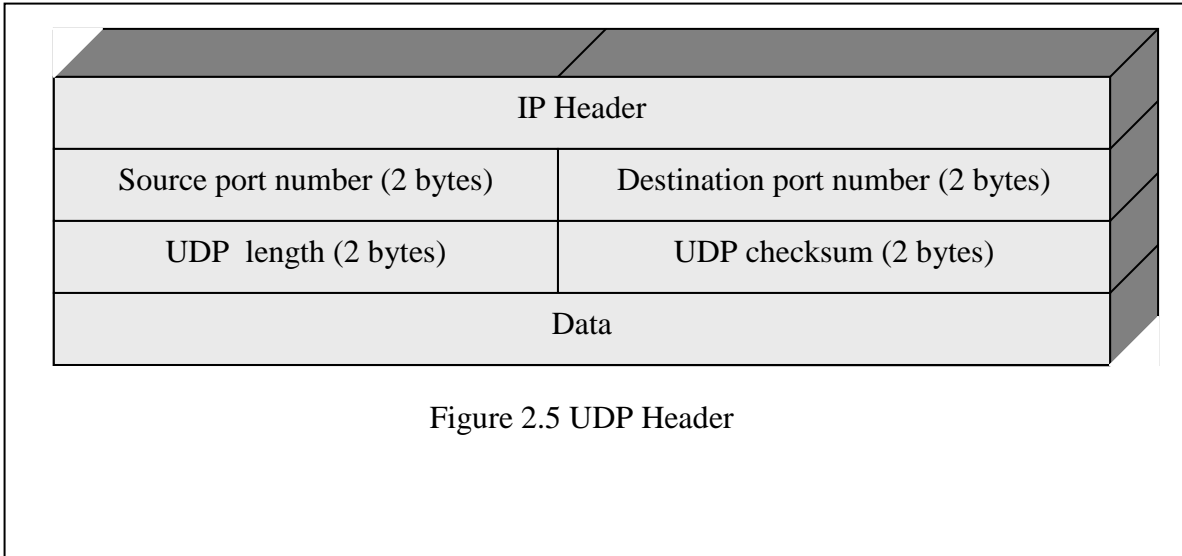 IP Header
Source port number (2 bytes)
Destination port number (2 bytes)
UDP length (2 bytes)
UDP checksum (2 bytes)
Data
Figure 2.5 UDP Header